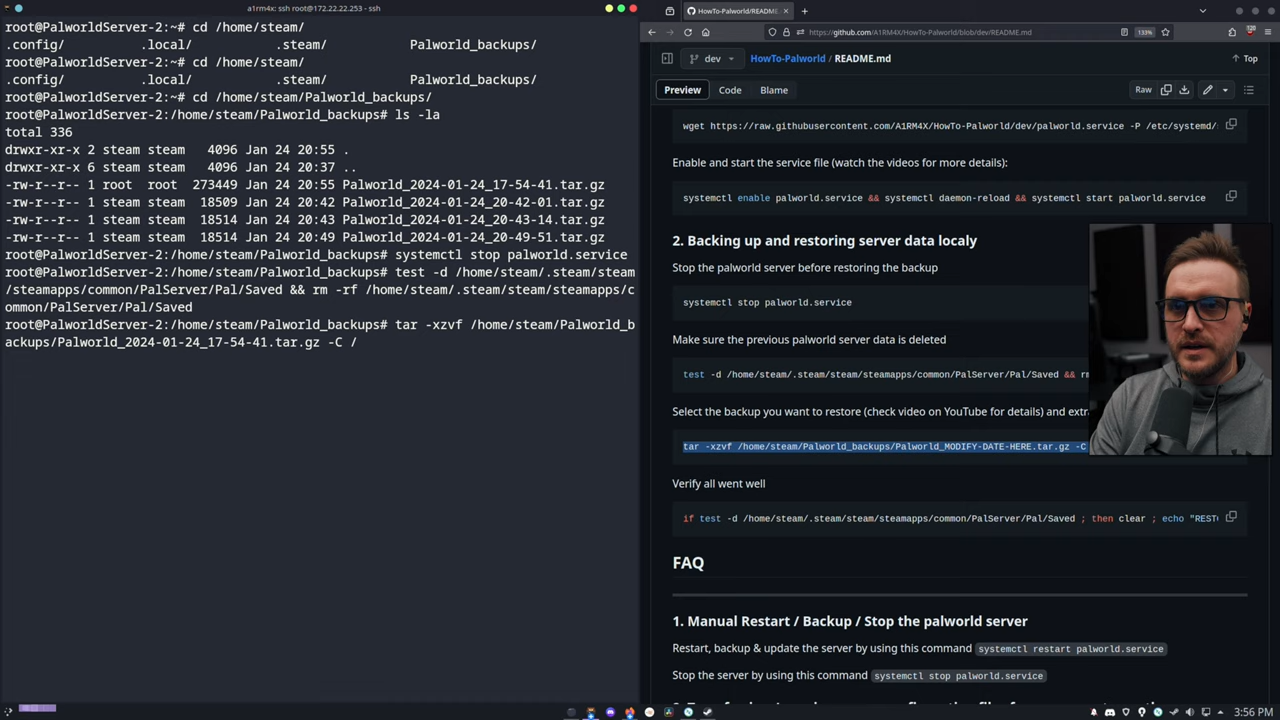 a1rm4x: ssh root@172.22.22.253 - ssh
root@PalworldServer-2:~# cd /home/steam/
.config/ .local/ .steam/ Palworld_backups/
root@PalworldServer-2:~# cd /home/steam/
.config/ .local/ .steam/ Palworld_backups/
root@PalworldServer-2:~# cd /home/steam/Palworld_backups/
root@PalworldServer-2:/home/steam/Palworld_backups# ls -la
total 336
drwxr-xr-x 2 steam steam 4096 Jan 24 20:55 .
drwxr-xr-x 6 steam steam 4096 Jan 24 20:37 ..
-rw-r--r-- 1 root root 273449 Jan 24 20:55 Palworld_2024-01-24_17-54-41.tar.gz
-rw-r--r-- 1 steam steam 18509 Jan 24 20:42 Palworld_2024-01-24_20-42-01.tar.gz
-rw-r--r-- 1 steam steam 18514 Jan 24 20:43 Palworld_2024-01-24_20-43-14.tar.gz
-rw-r--r-- 1 steam steam 18514 Jan 24 20:49 Palworld_2024-01-24_20-49-51.tar.gz
root@PalworldServer-2:/home/steam/Palworld_backups# systemctl stop palworld.service
root@PalworldServer-2:/home/steam/Palworld_backups# test -d /home/steam/.steam/steam
/steamapps/common/PalServer/Pal/Saved && rm -rf /home/steam/.steam/steam/steamapps/c
ommon/PalServer/Pal/Saved
root@PalworldServer-2:/home/steam/Palworld_backups# tar -xzvf /home/steam/Palworld_b
ackups/Palworld_2024-01-24_17-54-41.tar.gz -C /
HowTo-Palworld/README
https://github.com/A1RM4X/HowTo-Palworld/blob/dev/README.md
133%
dev HowTo-Palworld / README.md
Top
Preview Code Blame
Raw
wget https://raw.githubusercontent.com/A1RM4X/HowTo-Palworld/dev/palworld.service -P /etc/systemd/
Enable and start the service file (watch the videos for more details):
systemctl enable palworld.service && systemctl daemon-reload && systemctl start palworld.service
2. Backing up and restoring server data localy
Stop the palworld server before restoring the backup
systemctl stop palworld.service
Make sure the previous palworld server data is deleted
test -d /home/steam/.steam/steam/steamapps/common/PalServer/Pal/Saved && rm
Select the backup you want to restore (check video on YouTube for details) and extr
tar -xzvf /home/steam/Palworld_backups/Palworld_MODIFY-DATE-HERE.tar.gz -C
Verify all went well
if test -d /home/steam/.steam/steam/steamapps/common/PalServer/Pal/Saved ; then clear ; echo "REST
FAQ
1. Manual Restart / Backup / Stop the palworld server
Restart, backup & update the server by using this command systemctl restart palworld.service
Stop the server by using this command systemctl stop palworld.service
3:56 PM